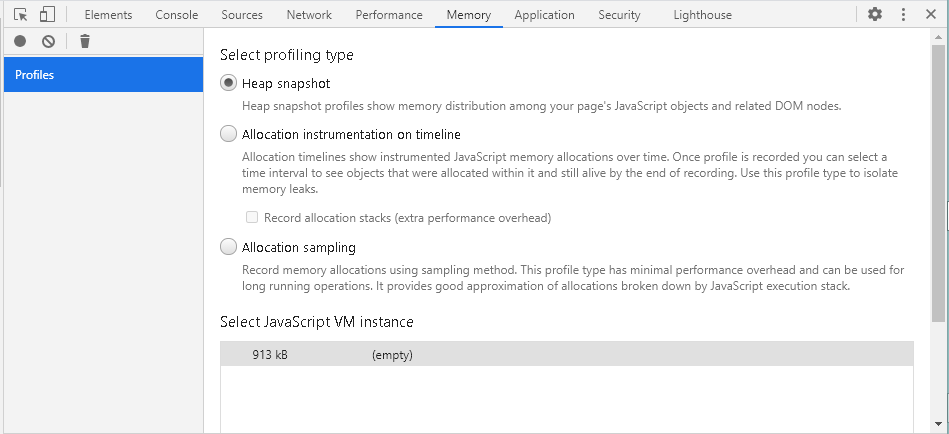 Elements Console Sources Network Performance Memory Application Security Lighthouse
Profiles
Select profiling type
Heap snapshot
Heap snapshot profiles show memory distribution among your page's JavaScript objects and related DOM nodes.
Allocation instrumentation on timeline
Allocation timelines show instrumented JavaScript memory allocations over time. Once profile is recorded you can select a
time interval to see objects that were allocated within it and still alive by the end of recording. Use this profile type to isolate
memory leaks.
Record allocation stacks (extra performance overhead)
Allocation sampling
Record memory allocations using sampling method. This profile type has minimal performance overhead and can be used for
long running operations. It provides good approximation of allocations broken down by JavaScript execution stack.
Select JavaScript VM instance
913 kB (empty)